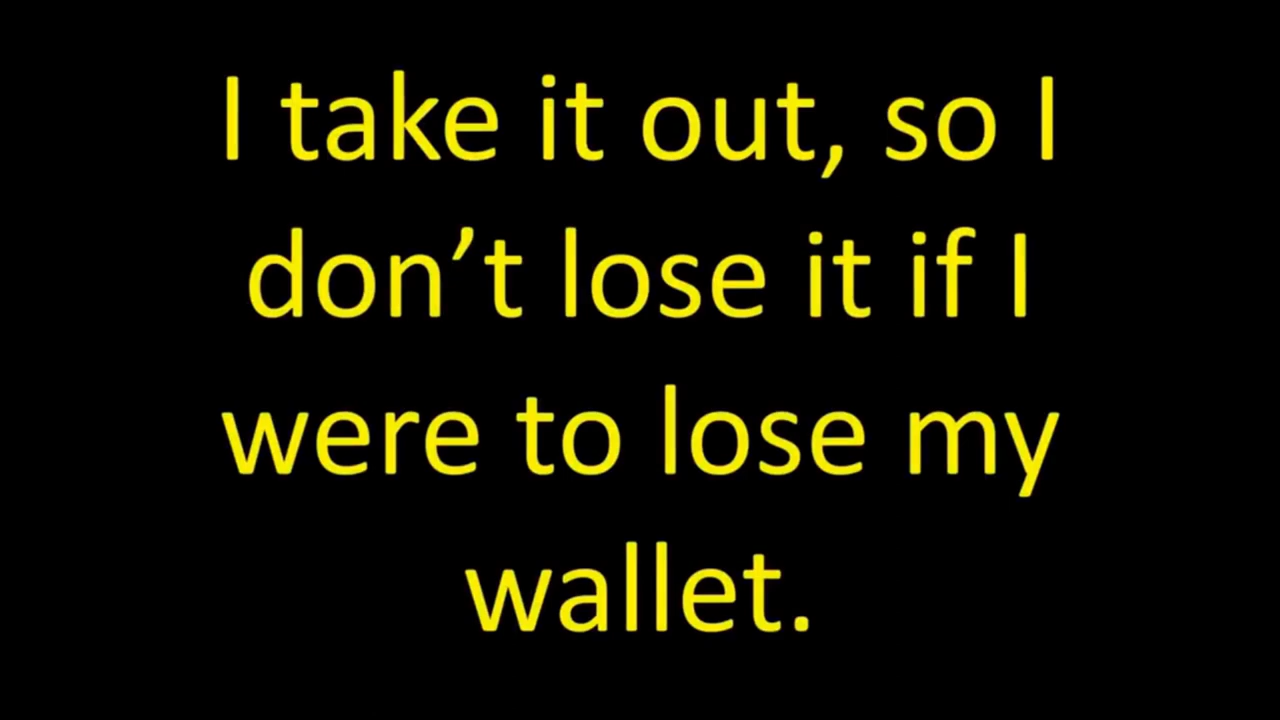 I take it out, so I
don’t lose it if I
were to lose my
wallet.